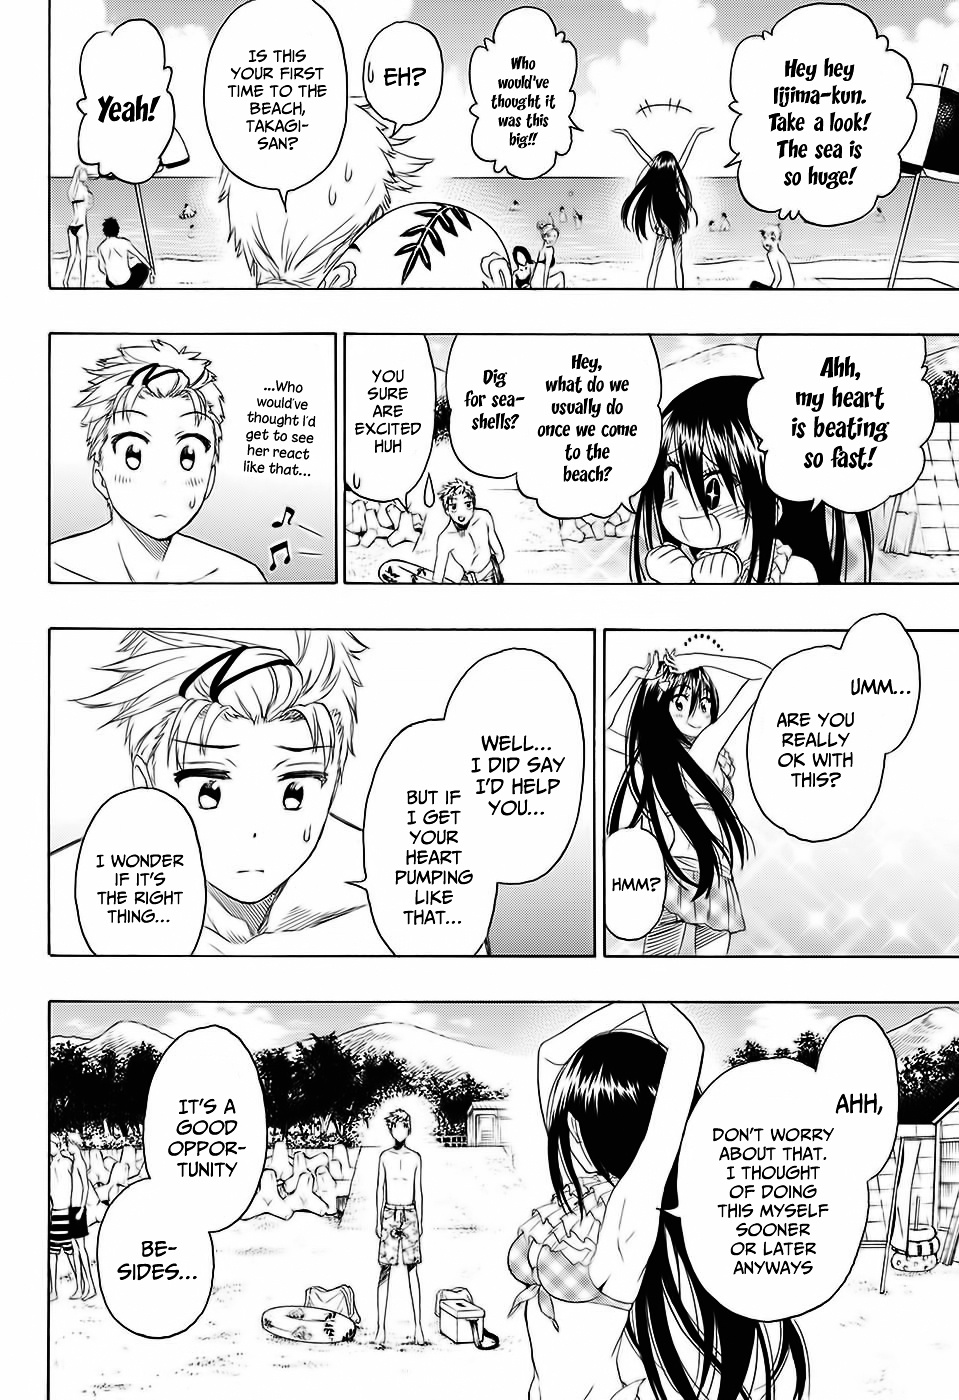 Hey hey
Iijima-kun.
Take a look!
The sea is
so huge!
Who
would've
thought it
was this
big!!
EH?
IS THIS
YOUR FIRST
TIME TO THE
BEACH,
TAKAGI-
SAN?
Yeah!
Ahh,
my heart
is beating
so fast!
Hey,
what do we
usually do
once we come
to the
beach?
Dig
for sea-
shells?
YOU
SURE
ARE
EXCITED
HUH
...Who
would've
thought I'd
get to see
her react
like that...
UMM...
ARE YOU
REALLY
OK WITH
THIS?
HMM?
WELL...
I DID SAY
I'D HELP
YOU...
BUT IF
I GET
YOUR
HEART
PUMPING
LIKE
THAT...
I WONDER
IF IT'S
THE RIGHT
THING...
AHH,
DON'T WORRY
ABOUT THAT.
I THOUGHT
OF DOING
THIS MYSELF
SOONER
OR LATER
ANYWAYS
IT'S A
GOOD
OPPOR-
TUNITY
BE-
SIDES...